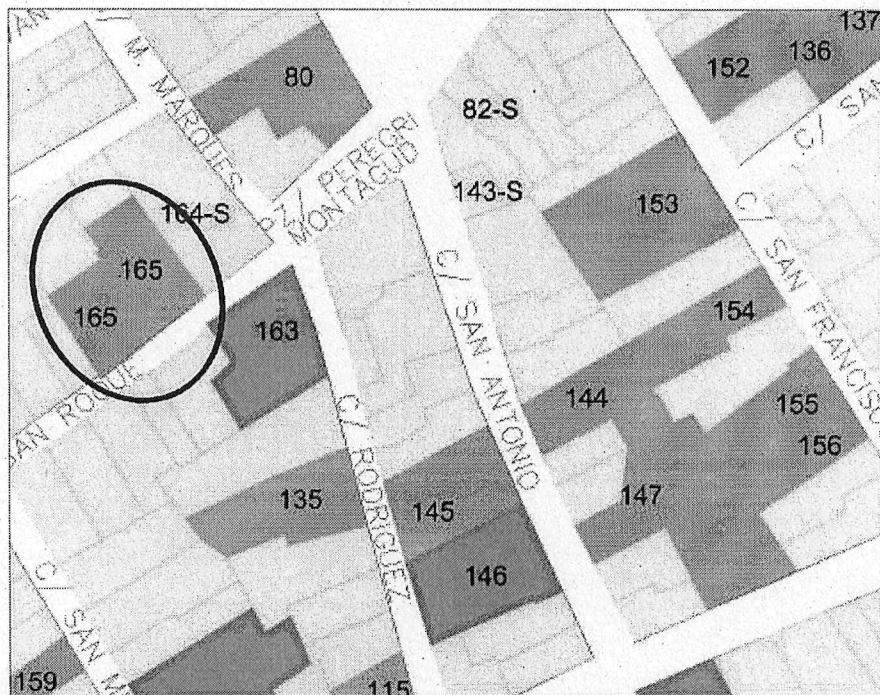 137
136
152
80
C/ SAN
M. MARQUES
82-S
PZ/ PEREGRI
MONTAGUD
143-S
164-S
153
C/ SAN FRANCISC
165
165
163
C/ SAN ANTONIO
154
SAN ROQUE
144
155
156
C/ RODRIGUEZ
135
145
147
146
C/ SAN M
159
115